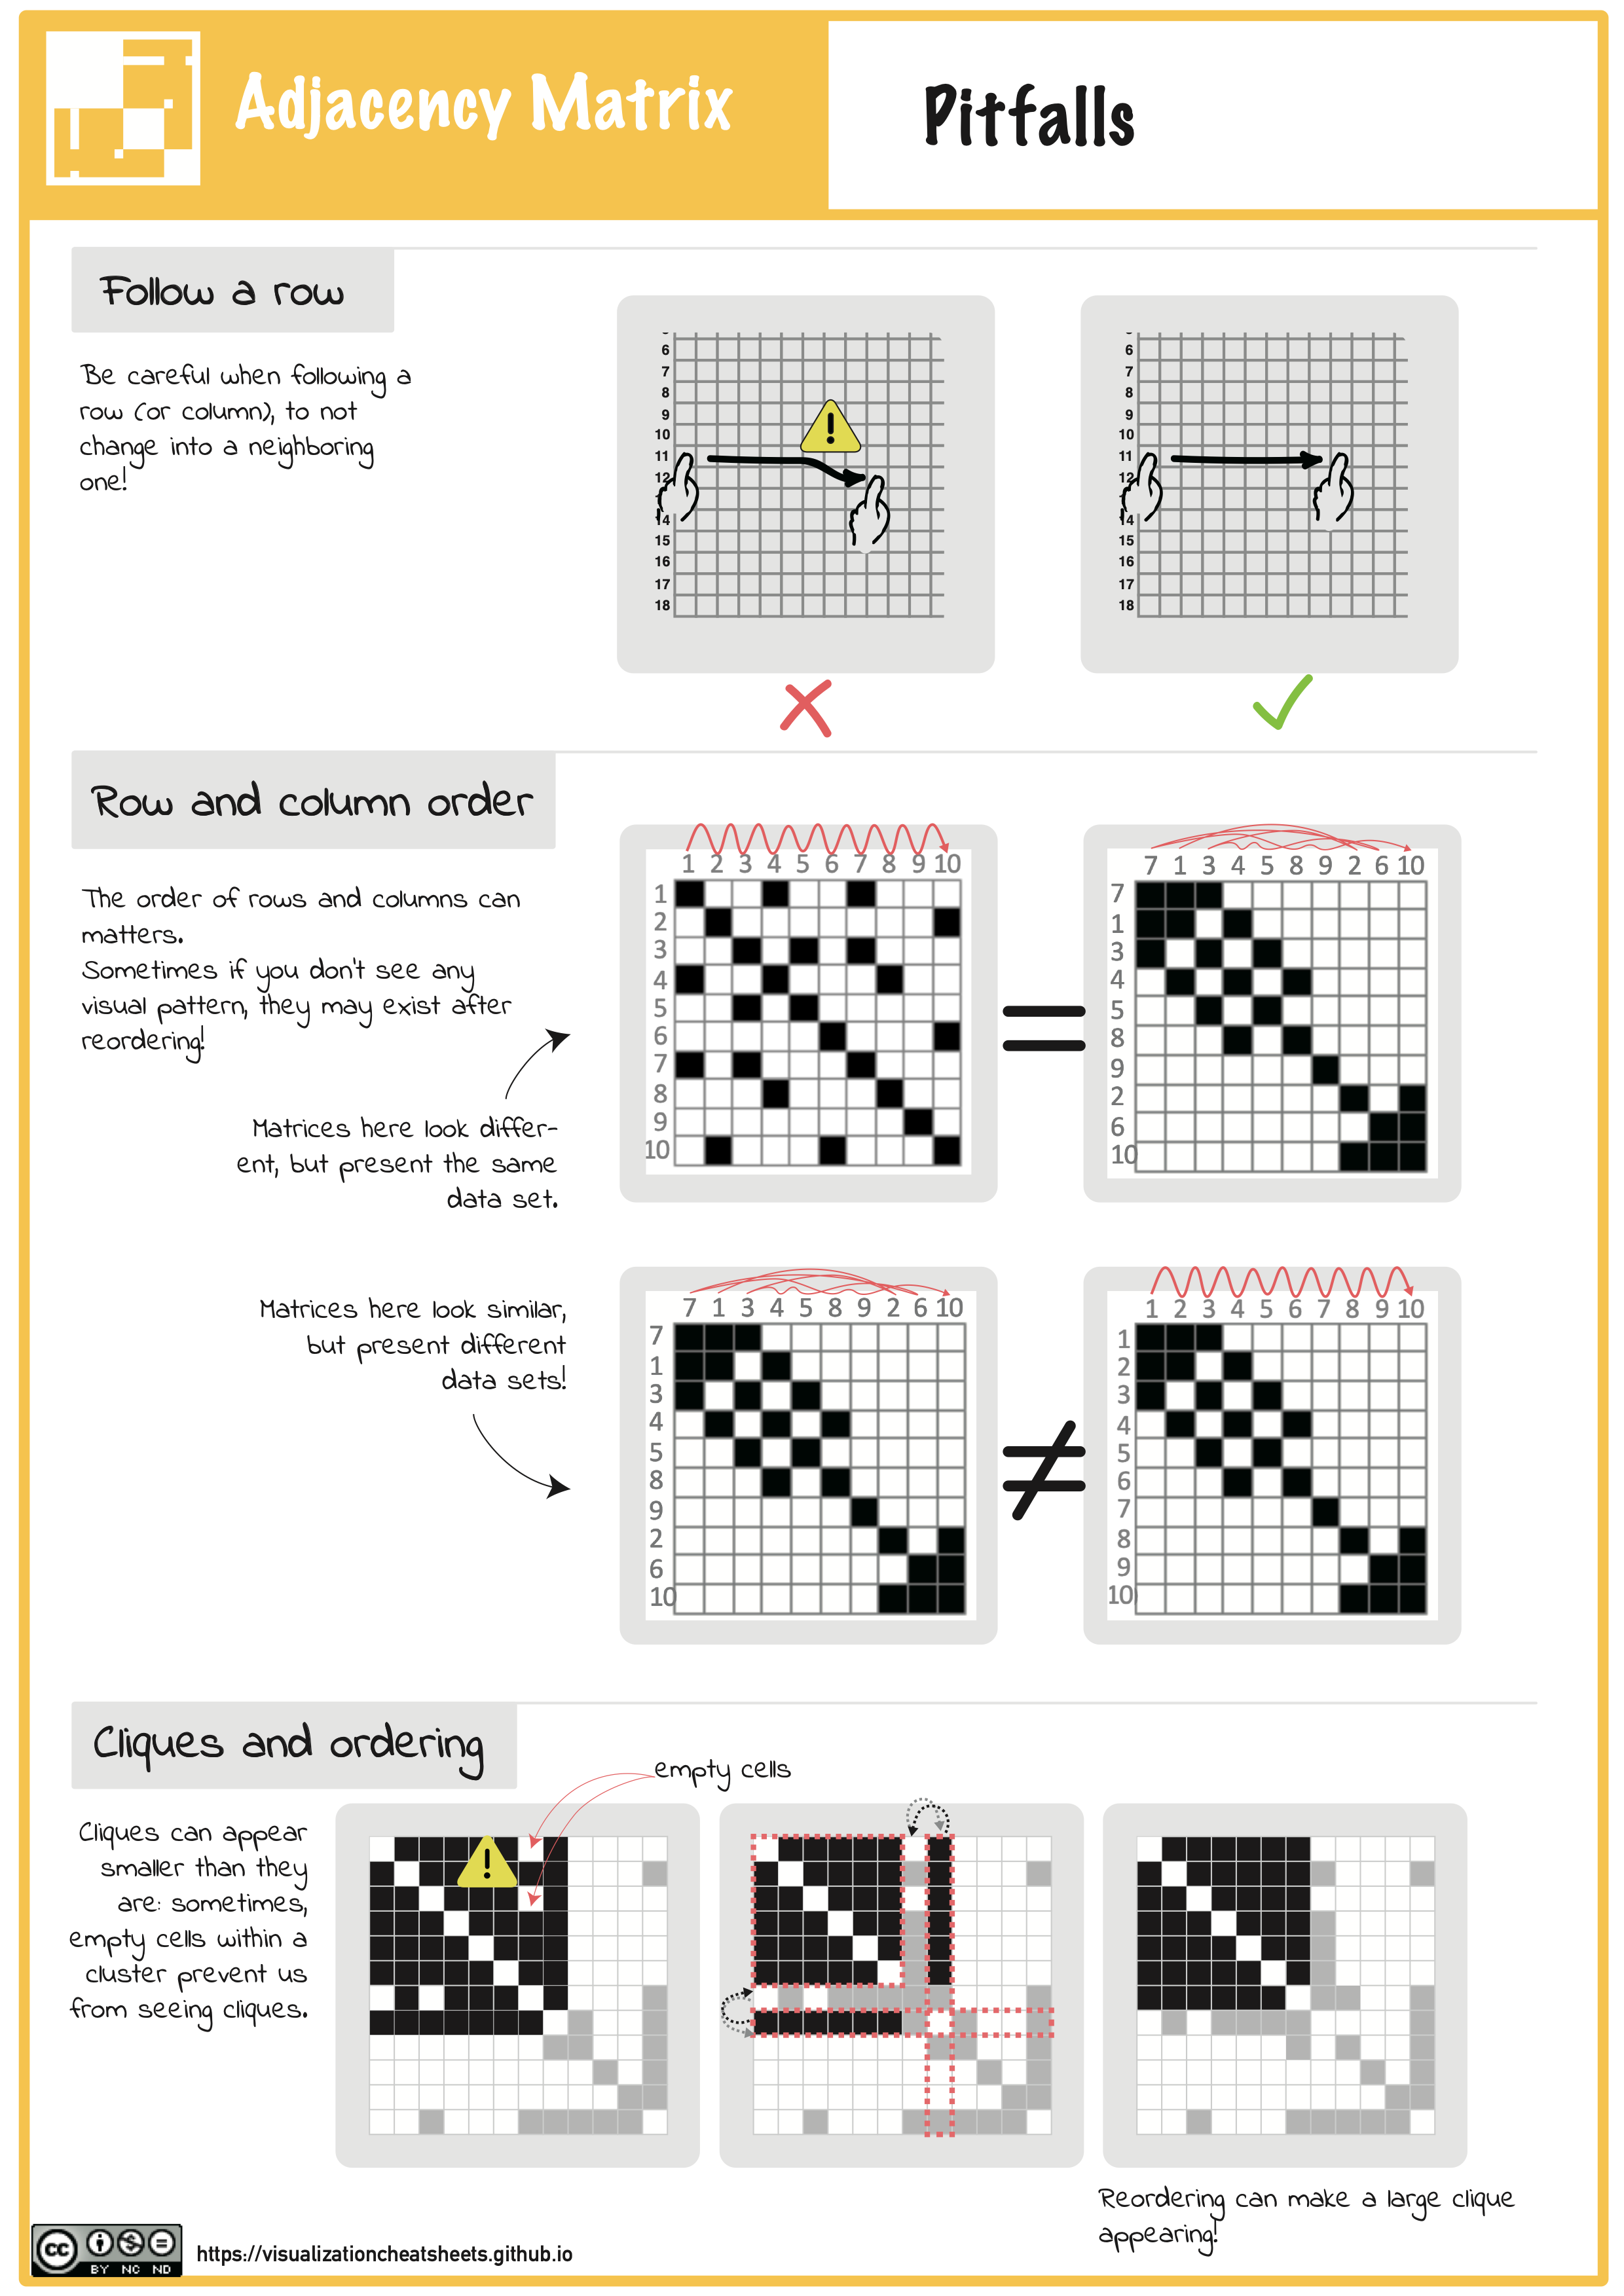 Adjacency Matrix
Pitfalls
Follow a row
Be careful when following a
row (or column), to not
change into a neighboring
one!
6
7
8
9
10
11
12
14
15
16
17
18
6
7
8
9
10
11
12
14
15
16
17
18
Row and column order
The order of rows and columns can
matters.
Sometimes if you don't see any
visual pattern, they may exist after
reordering!
Matrices here look differ-
ent, but present the same
data set.
1 2 3 4 5 6 7 8 9 10
1
2
3
4
5
6
7
8
9
10
=
7 1 3 4 5 8 9 2 6 10
7
1
3
4
5
8
9
2
6
10
Matrices here look similar,
but present different
data sets!
7 1 3 4 5 8 9 2 6 10
7
1
3
4
5
8
9
2
6
10
≠
1 2 3 4 5 6 7 8 9 10
1
2
3
4
5
6
7
8
9
10
Cliques and ordering
empty cells
Cliques can appear
smaller than they
are: sometimes,
empty cells within a
cluster prevent us
from seeing cliques.
!
Reordering can make a large clique
appearing!
cc
BY NC ND
https://visualizationcheatsheets.github.io